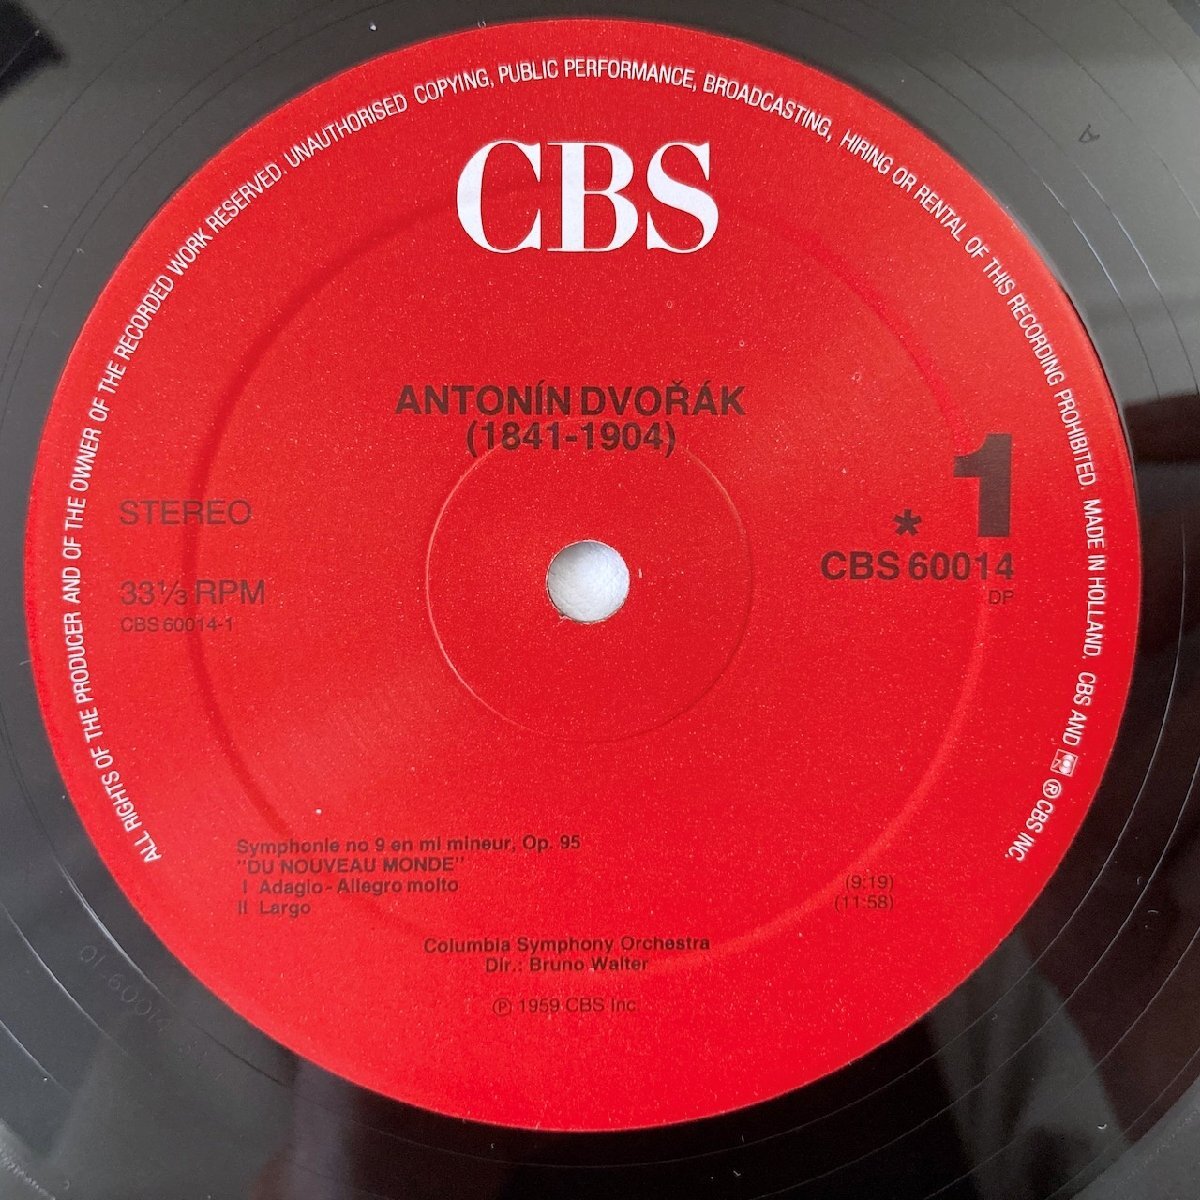 ALL RIGHTS OF THE PRODUCER AND OF THE OWNER OF THE RECORDED WORK RESERVED. UNAUTHORISED COPYING, PUBLIC PERFORMANCE, BROADCASTING, HIRING OR RENTAL OF THIS RECORDING PROHIBITED. MADE IN HOLLAND. CBS AND ℗ CBS INC.
CBS
ANTONÍN DVOŘÁK
(1841-1904)
STEREO
1
*
CBS 60014
DP
33⅓ RPM
CBS 60014-1
Symphonie no 9 en mi mineur, Op. 95
"DU NOUVEAU MONDE"
I Adagio - Allegro molto (9:19)
II Largo (11:58)
Columbia Symphony Orchestra
Dir.: Bruno Walter
℗ 1959 CBS Inc
A